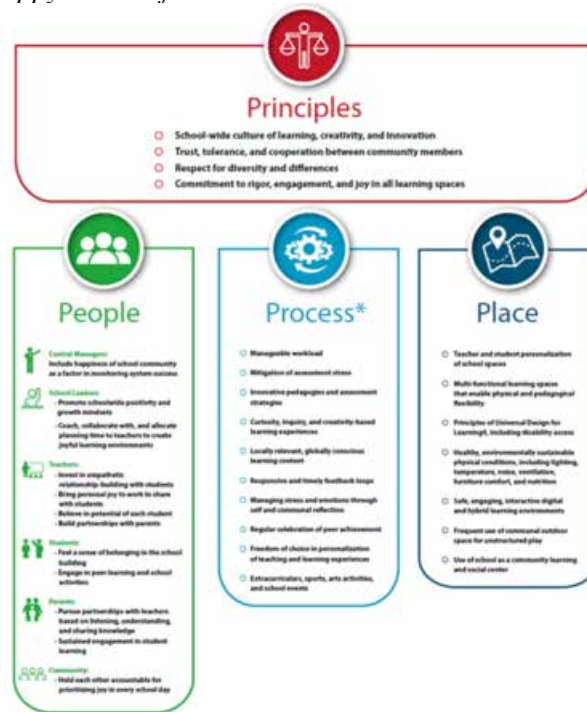 Principles
School-wide culture of learning, creativity, and innovation
Trust, tolerance, and cooperation between community members
Respect for diversity and differences
Commitment to rigor, engagement, and joy in all learning spaces
People
Central Managers:
Include happiness of school community
as a factor in monitoring system success
School Leaders:
- Promote schoolwide positivity and
growth mindsets
- Coach, collaborate with, and allocate
planning time to teachers to create
joyful learning environments
Teachers:
- Invest in empathetic
relationship-building with students
- Bring personal joy to work to share
with students
- Believe in potential of each student
- Build partnerships with parents
Students:
- Feel a sense of belonging in the school
building
- Engage in peer learning and school
activities
Parents:
- Pursue partnerships with teachers
based on listening, understanding,
and sharing knowledge
- Sustained engagement in student
learning
Community:
- Hold each other accountable for
prioritizing joy in every school day
Process*
Manageable workload
Mitigation of assessment stress
Innovative pedagogies and assessment
strategies
Curiosity, inquiry, and creativity-based
learning experiences
Locally relevant, globally conscious
learning content
Responsive and timely feedback loops
Managing stress and emotions through
self and communal reflection
Regular celebration of peer achievement
Freedom of choice in personalization
of teaching and learning experiences
Extracurriculars, sports, arts activities,
and school events
Place
Teacher and student personalization
of school spaces
Multi-functional learning spaces
that enable physical and pedagogical
flexibility
Principles of Universal Design for
Learning4, including disability access
Healthy, environmentally sustainable
physical conditions, including lighting,
temperature, noise, ventilation,
furniture comfort, and nutrition
Safe, engaging, interactive digital
and hybrid learning environments
Frequent use of communal outdoor
space for unstructured play
Use of school as a community learning
and social center